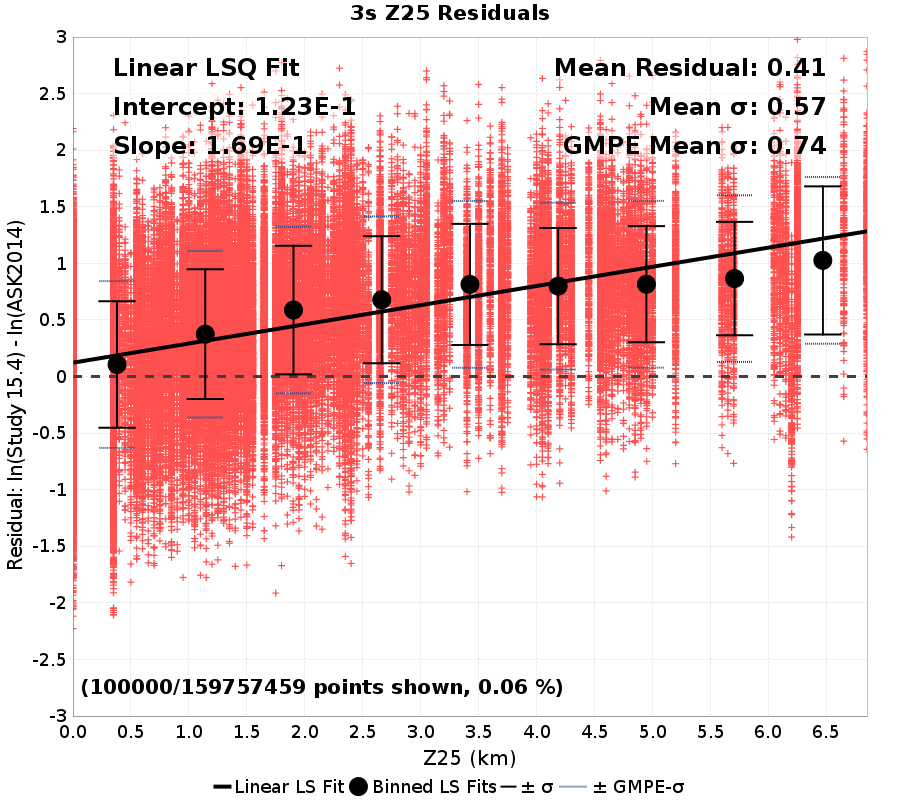 3s Z25 Residuals
Linear LSQ Fit
Intercept: 1.23E-1
Slope: 1.69E-1
Mean Residual: 0.41
Mean σ: 0.57
GMPE Mean σ: 0.74
Residual: ln(Study 15.4) - ln(ASK2014)
3
2.5
2
1.5
1
0.5
0
-0.5
-1
-1.5
-2
-2.5
-3
(100000/159757459 points shown, 0.06 %)
0.0 0.5 1.0 1.5 2.0 2.5 3.0 3.5 4.0 4.5 5.0 5.5 6.0 6.5
Z25 (km)
Linear LS Fit Binned LS Fits ± σ ± GMPE-σ